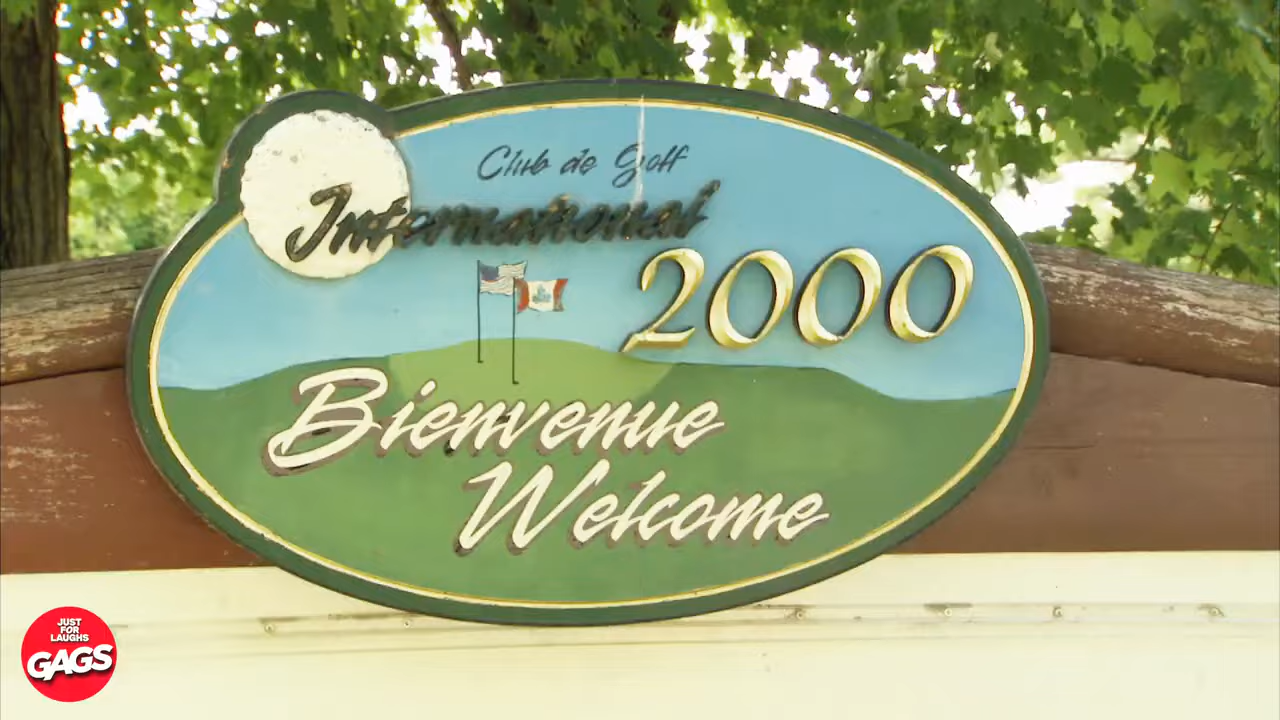 Club de Golf
International
2000
Bienvenue
Welcome
JUST
FOR
LAUGHS
GAGS